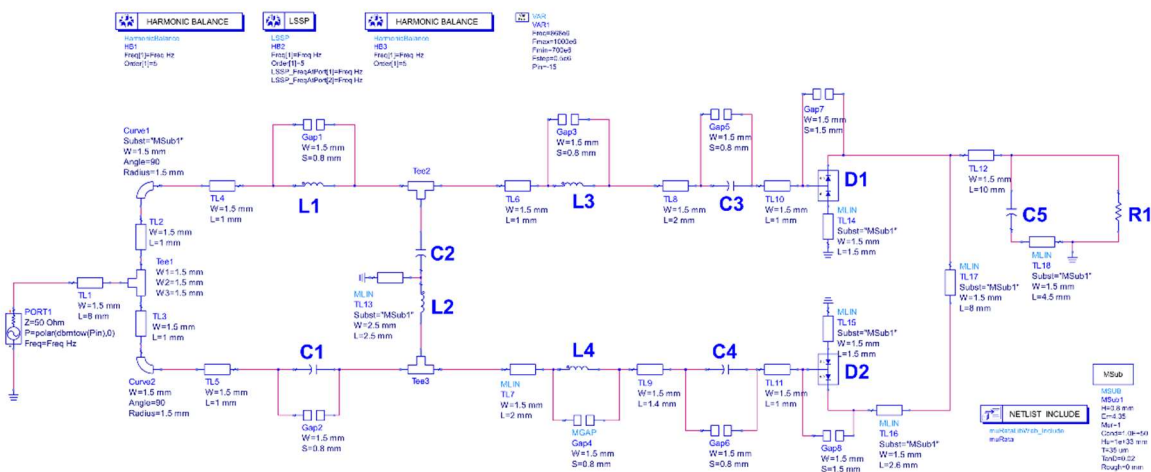 HARMONIC BALANCE
HarmonicBalance
HB1
Freq[1]=Freq Hz
Order[1]=5
LSSP
LSSP
HB2
Freq[1]=Freq Hz
Order[1]=5
LSSP_FreqAtPort[1]=Freq Hz
LSSP_FreqAtPort[2]=Freq Hz
HARMONIC BALANCE
HarmonicBalance
HB3
Freq[1]=Freq Hz
Order[1]=5
VAR
VAR1
Fmax=1000e6
Fmin=700e6
Fstep=0.5e6
Pin=-15
Curve1
Subst="MSub1"
W=1.5 mm
Angle=90
Radius=1.5 mm
Gap1
W=1.5 mm
S=0.8 mm
Gap3
W=1.5 mm
S=0.8 mm
Gap5
W=1.5 mm
S=0.8 mm
Gap7
W=1.5 mm
S=1.5 mm
TL4
W=1.5 mm
L=1 mm
L1
Tee2
TL6
W=1.5 mm
L=1 mm
L3
TL8
W=1.5 mm
L=2 mm
C3
TL10
W=1.5 mm
L=1 mm
D1
MLIN
TL14
Subst="MSub1"
W=1.5 mm
L=1.5 mm
TL12
W=1.5 mm
L=10 mm
C5
R1
MLIN
TL18
Subst="MSub1"
W=1.5 mm
L=4.5 mm
TL2
W=1.5 mm
L=1 mm
Tee1
W1=1.5 mm
W2=1.5 mm
W3=1.5 mm
TL1
W=1.5 mm
L=8 mm
PORT1
Z=50 Ohm
P=polar(dbmtow(Pin),0)
Freq=Freq Hz
TL3
W=1.5 mm
L=1 mm
C2
MLIN
TL13
Subst="MSub1"
W=2.5 mm
L=2.5 mm
L2
MLIN
TL17
Subst="MSub1"
W=1.5 mm
L=8 mm
Curve2
W=1.5 mm
Angle=90
Radius=1.5 mm
TL5
W=1.5 mm
L=1 mm
C1
Gap2
W=1.5 mm
S=0.8 mm
Tee3
MLIN
TL7
W=1.5 mm
L=2 mm
L4
MGAP
Gap4
W=1.5 mm
S=0.8 mm
TL9
W=1.5 mm
L=1.4 mm
C4
Gap6
W=1.5 mm
S=0.8 mm
TL11
W=1.5 mm
L=1 mm
MLIN
TL15
Subst="MSub1"
W=1.5 mm
L=1.5 mm
D2
Gap8
W=1.5 mm
S=1.5 mm
MLIN
TL16
Subst="MSub1"
W=1.5 mm
L=2.6 mm
NETLIST INCLUDE
muRata
MSub
MSUB
MSub1
H=0.8 mm
Er=4.35
Mur=1
Cond=1.0E+50
Hu=1e+33 mm
T=35 um
TanD=0.02
Rough=0 mm